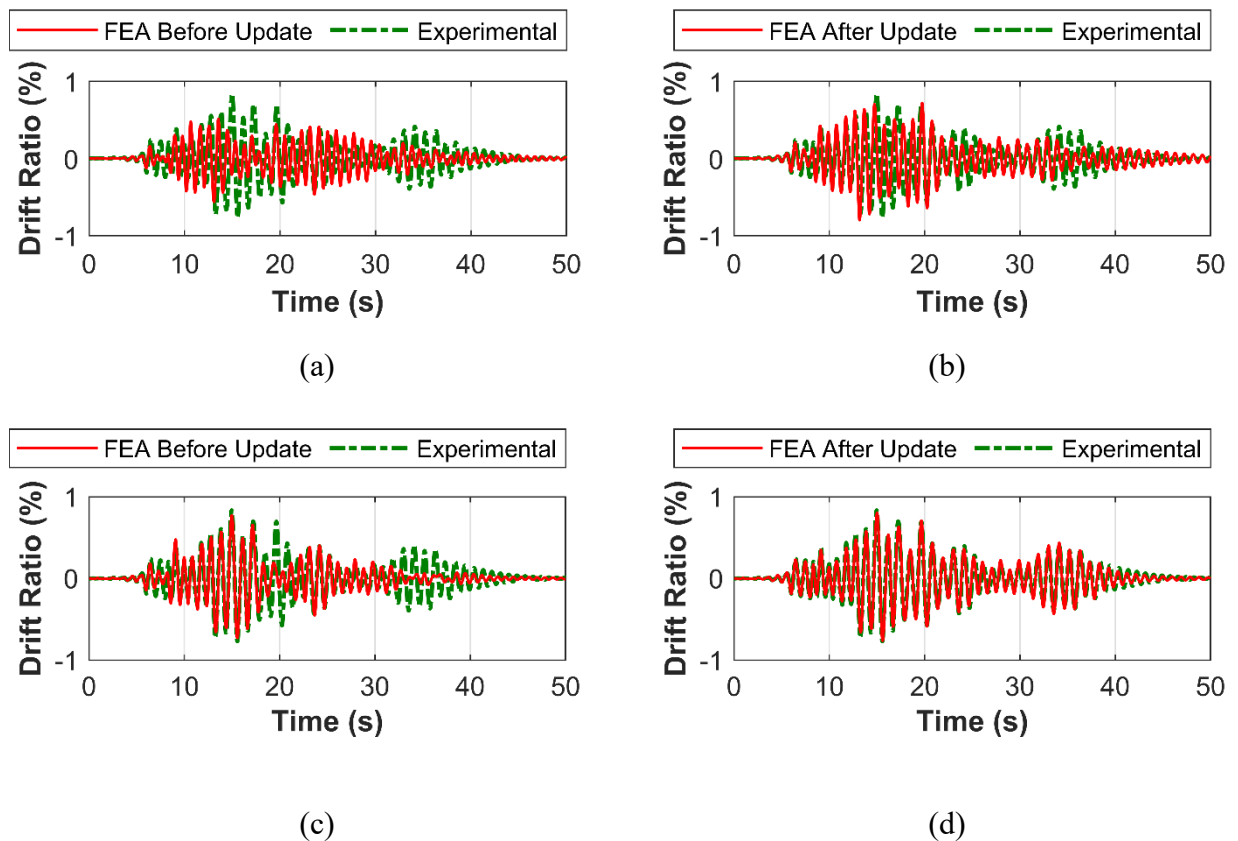 FEA Before Update Experimental
FEA After Update Experimental
Drift Ratio (%)
1
0
-1
0 10 20 30 40 50
Time (s)
(a)
Drift Ratio (%)
1
0
-1
0 10 20 30 40 50
Time (s)
(b)
FEA Before Update Experimental
FEA After Update Experimental
Drift Ratio (%)
1
0
-1
0 10 20 30 40 50
Time (s)
(c)
Drift Ratio (%)
1
0
-1
0 10 20 30 40 50
Time (s)
(d)